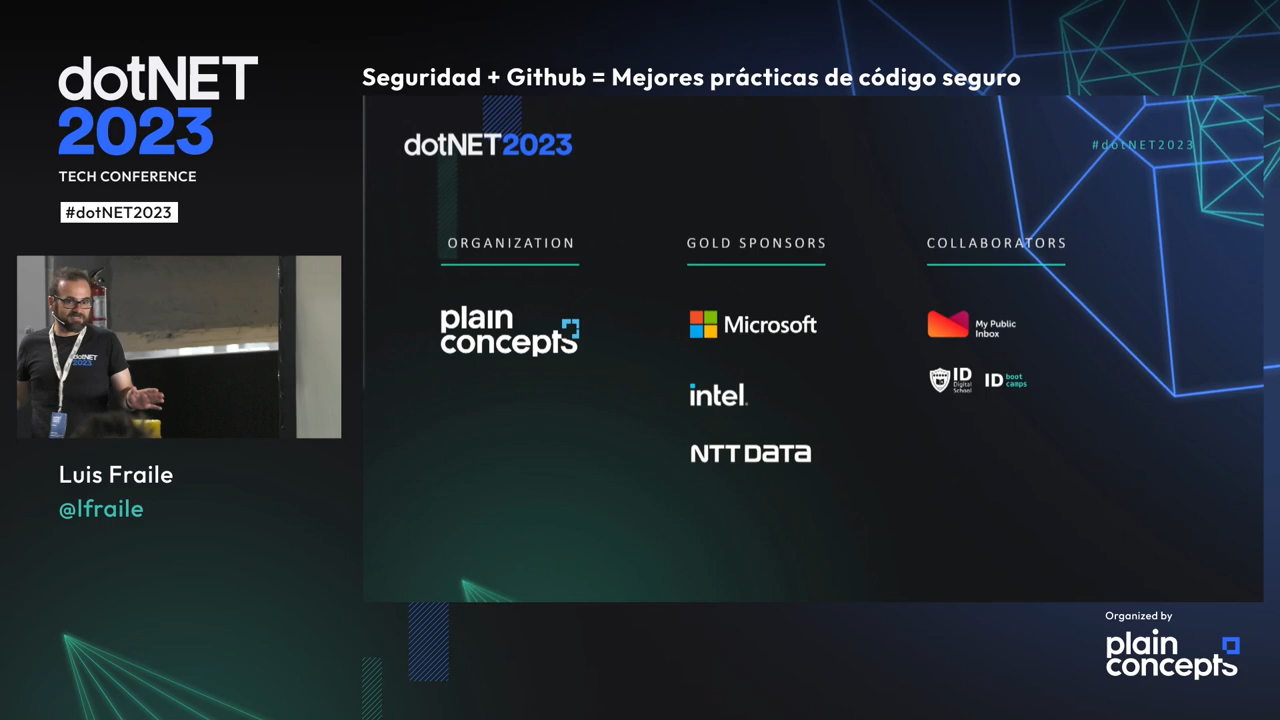 dotNET
2023
TECH CONFERENCE
#dotNET2023
Seguridad + Github = Mejores prácticas de código seguro
dotNET2023
#dotNET2023
ORGANIZATION
GOLD SPONSORS
COLLABORATORS
plain
concepts
Microsoft
intel.
NTT DATA
My Public
Inbox
ID
Digital
School
ID boot
camps
dotNET
2023
Luis Fraile
@lfraile
Organized by
plain
concepts